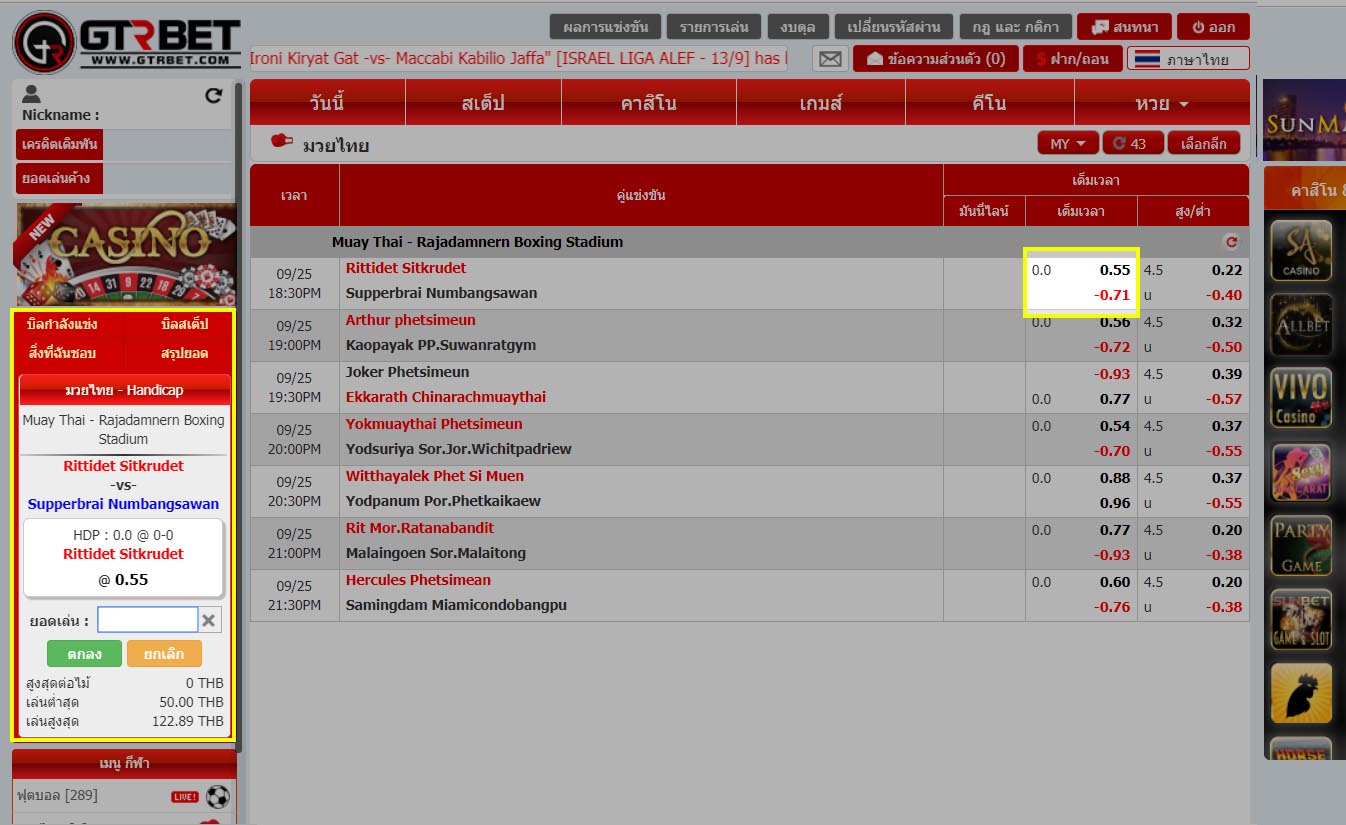 GTRBET
WWW.GTRBET.COM
ผลการแข่งขัน
รายการเล่น
งบดุล
เปลี่ยนรหัสผ่าน
กฎ และ กติกา
สนทนา
ออก
Ironi Kiryat Gat -vs- Maccabi Kabilio Jaffa" [ISRAEL LIGA ALEF - 13/9] has
ข้อความส่วนตัว (0)
$ ฝาก/ถอน
ภาษาไทย
Nickname :
เครดิตเดิมพัน
ยอดเล่นค้าง
NEW
CASINO
บิลกำลังแข่ง บิลสเต็ป
สิ่งที่ฉันชอบ สรุปยอด
มวยไทย - Handicap
Muay Thai - Rajadamnern Boxing
Stadium
Rittidet Sitkrudet
-vs-
Supperbrai Numbangsawan
HDP : 0.0 @ 0-0
Rittidet Sitkrudet
@ 0.55
ยอดเล่น :
ตกลง ยกเลิก
สูงสุดต่อไม้ 0 THB
เล่นต่ำสุด 50.00 THB
เล่นสูงสุด 122.89 THB
เมนู กีฬา
ฟุตบอล [289] LIVE!
วันนี้ สเต็ป คาสิโน เกมส์ คีโน หวย
มวยไทย
MY 43 เลือกลีก
เวลา คู่แข่งขัน เต็มเวลา
มันนี่ไลน์ เต็มเวลา สูง/ต่ำ
Muay Thai - Rajadamnern Boxing Stadium
09/25 Rittidet Sitkrudet 0.0 0.55 4.5 0.22
18:30PM Supperbrai Numbangsawan -0.71 u -0.40
09/25 Arthur phetsimeun 0.0 0.56 4.5 0.32
19:00PM Kaopayak PP.Suwanratgym -0.72 u -0.50
09/25 Joker Phetsimeun -0.93 4.5 0.39
19:30PM Ekkarath Chinarachmuaythai 0.0 0.77 u -0.57
09/25 Yokmuaythai Phetsimeun 0.0 0.54 4.5 0.37
20:00PM Yodsuriya Sor.Jor.Wichitpadriew -0.70 u -0.55
09/25 Witthayalek Phet Si Muen 0.0 0.88 4.5 0.37
20:30PM Yodpanum Por.Phetkaikaew 0.96 u -0.55
09/25 Rit Mor.Ratanabandit 0.0 0.77 4.5 0.20
21:00PM Malaingoen Sor.Malaitong -0.93 u -0.38
09/25 Hercules Phetsimean 0.0 0.60 4.5 0.20
21:30PM Samingdam Miamicondobangpu -0.76 u -0.38
คาสิโน
SA
CASINO
ALLBET
VIVO
Casino
PARTY
GAME
SUNBET
GAME & SLOT
HORSE